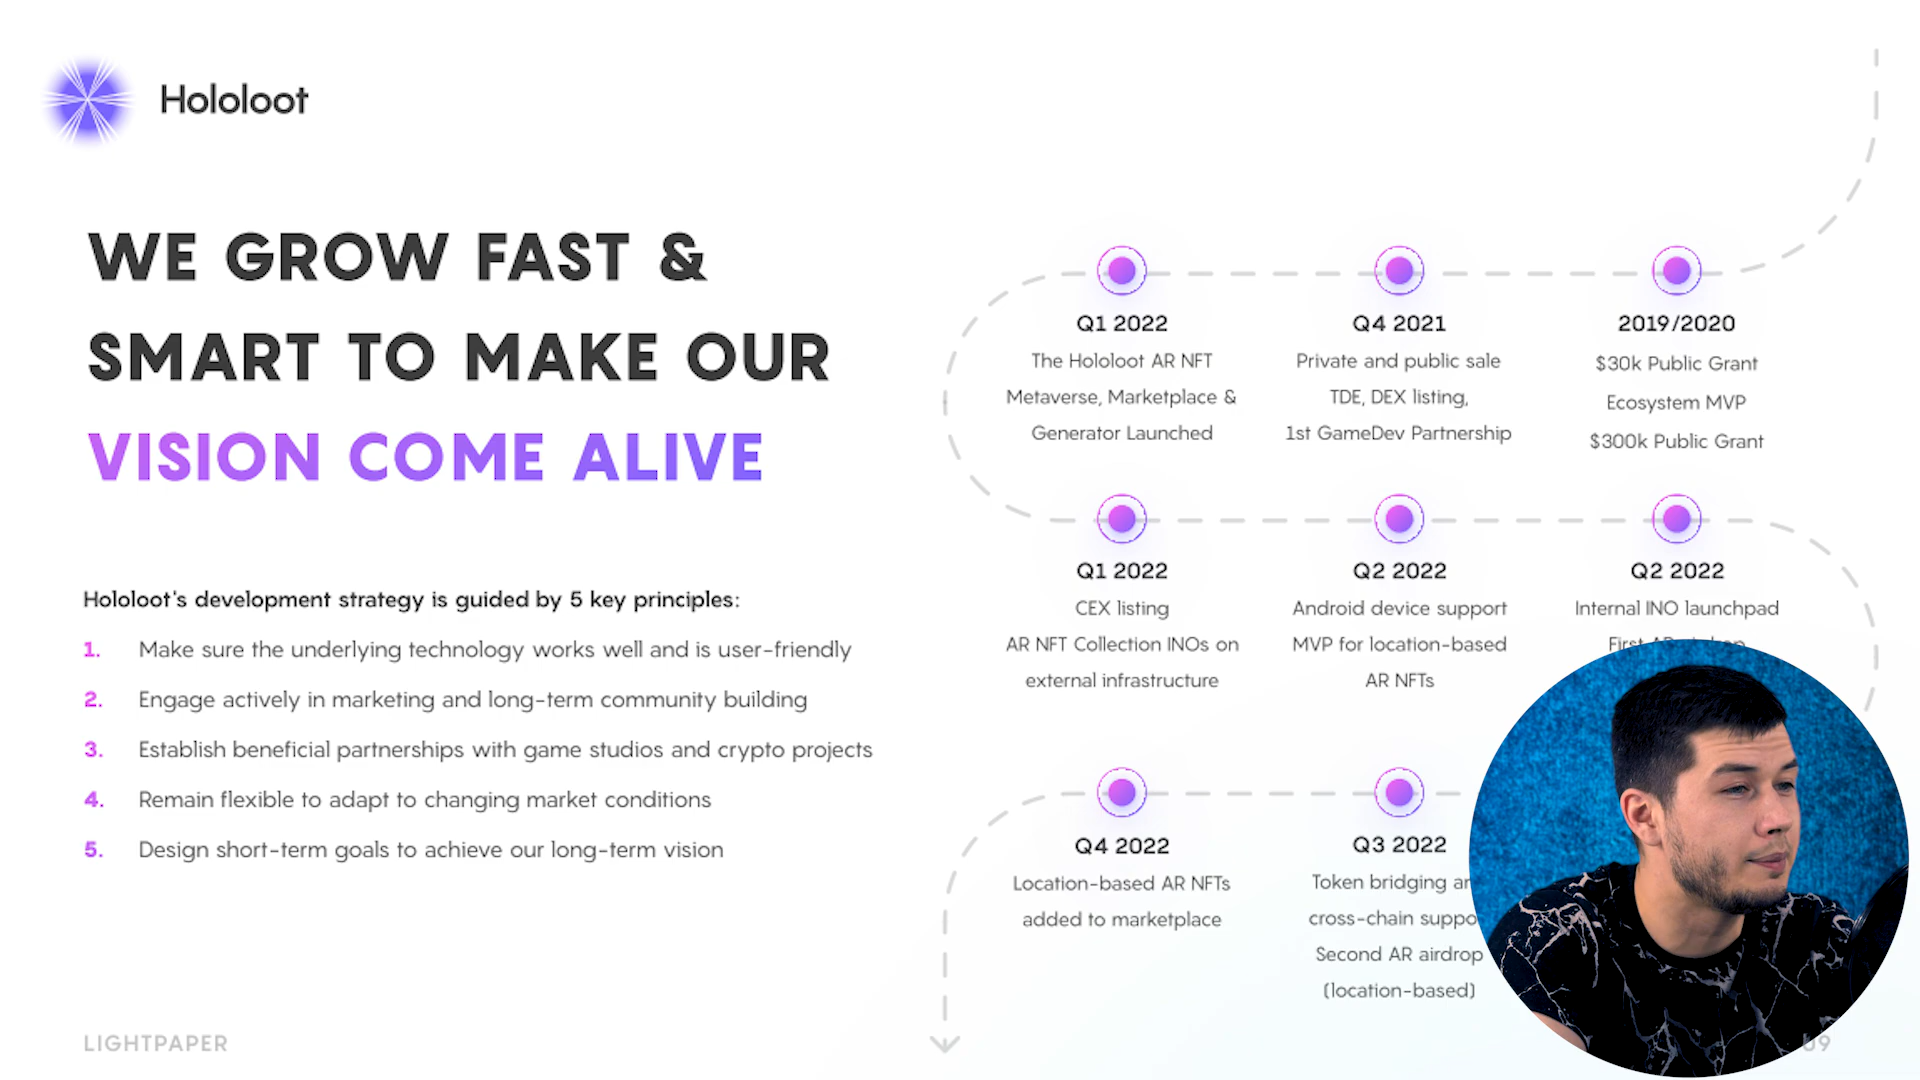 Hololoot
WE GROW FAST &
SMART TO MAKE OUR
VISION COME ALIVE
Hololoot's development strategy is guided by 5 key principles:
1. Make sure the underlying technology works well and is user-friendly
2. Engage actively in marketing and long-term community building
3. Establish beneficial partnerships with game studios and crypto projects
4. Remain flexible to adapt to changing market conditions
5. Design short-term goals to achieve our long-term vision
Q1 2022
The Hololoot AR NFT
Metaverse, Marketplace &
Generator Launched
Q4 2021
Private and public sale
TDE, DEX listing,
1st GameDev Partnership
2019/2020
$30k Public Grant
Ecosystem MVP
$300k Public Grant
Q1 2022
CEX listing
AR NFT Collection INOs on
external infrastructure
Q2 2022
Android device support
MVP for location-based
AR NFTs
Q2 2022
Internal INO launchpad
First
Q4 2022
Location-based AR NFTs
added to marketplace
Q3 2022
Token bridging
cross-chain
Second AR airdrop
(location-based)
LIGHTPAPER